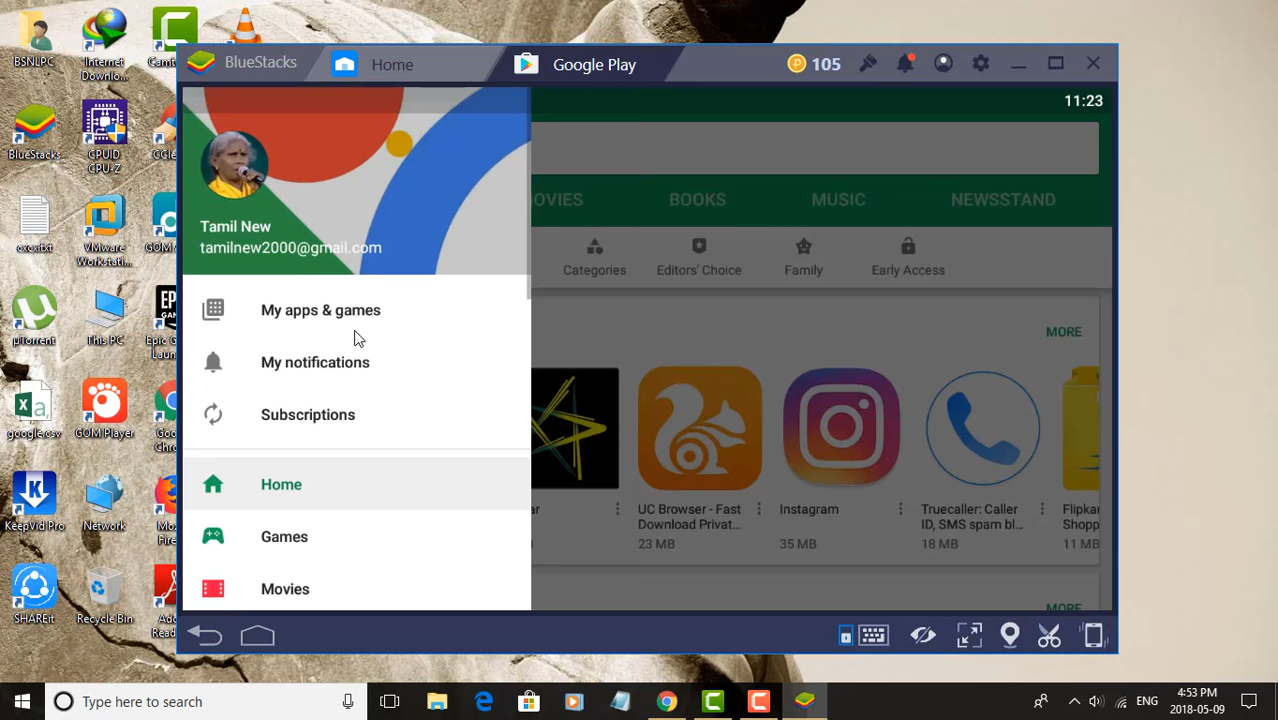 BSNLPC
Internet
Downlo...
BlueStacks
CPUID
CPU-Z
cxcx.txt
VMware
Workstati...
µTorrent
This PC
google.csv
GOM Player
KeepVid Pro
Network
SHAREit
Recycle Bin
BlueStacks
Home
Google Play
105
11:23
Tamil New
tamilnew2000@gmail.com
BOOKS
MUSIC
NEWSSTAND
Categories
Editors' Choice
Family
Early Access
My apps & games
My notifications
Subscriptions
Home
Games
Movies
MORE
UC Browser - Fast
Download Privat...
23 MB
Instagram
35 MB
Truecaller: Caller
ID, SMS spam bl...
18 MB
11 MB
MORE
Type here to search
ENG
4:53 PM
2018-05-09